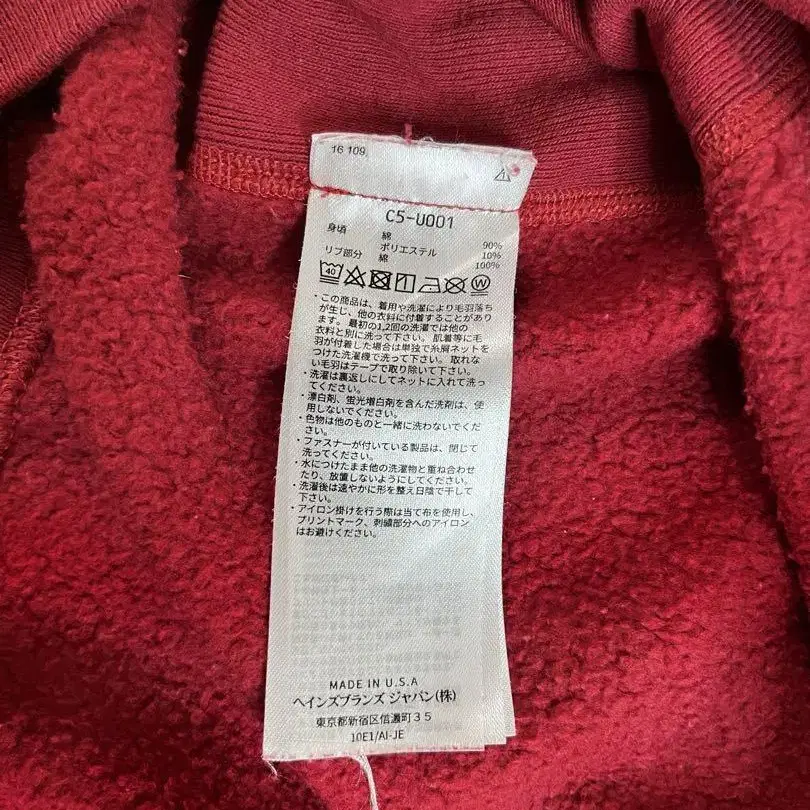 16 109
C5-U001
身頃 綿 90%
ポリエステル 10%
リブ部分 綿 100%
40
W
・この商品は、着用や洗濯により毛羽落ち
が生じ、他の衣料に付着することがあり
ます。最初の1,2回の洗濯では他の
衣料と別に洗って下さい。肌着等に毛
羽が付着した場合は単独で糸屑ネットを
つけた洗濯機で洗って下さい。取れな
い毛羽はテープで取り除いて下さい。
・洗濯は裏返しにしてネットに入れて洗っ
てください。
・漂白剤、蛍光増白剤を含んだ洗剤は、使
用しないでください。
・色物は他のものと一緒に洗わないでくだ
さい。
・ファスナーが付いている製品は、閉じて
洗ってください。
・水につけたまま他の洗濯物と重ね合わせ
たり、放置しないようにしてください。
・洗濯後は速やかに形を整え日陰で干して
下さい。
・アイロン掛けを行う際は当て布を使用し、
プリントマーク、刺繍部分へのアイロン
はお避けください。
MADE IN U.S.A
ヘインズブランズ ジャパン(株)
東京都新宿区信濃町35
10E1/AI-JE